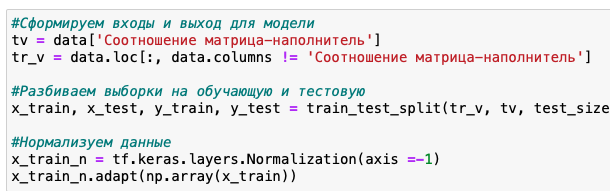 #Сформируем входы и выход для модели
tv = data['Соотношение матрица-наполнитель']
tr_v = data.loc[:, data.columns != 'Соотношение матрица-наполнитель']
#Разбиваем выборки на обучающую и тестовую
x_train, x_test, y_train, y_test = train_test_split(tr_v, tv, test_size
#Нормализуем данные
x_train_n = tf.keras.layers.Normalization(axis =-1)
x_train_n.adapt(np.array(x_train))